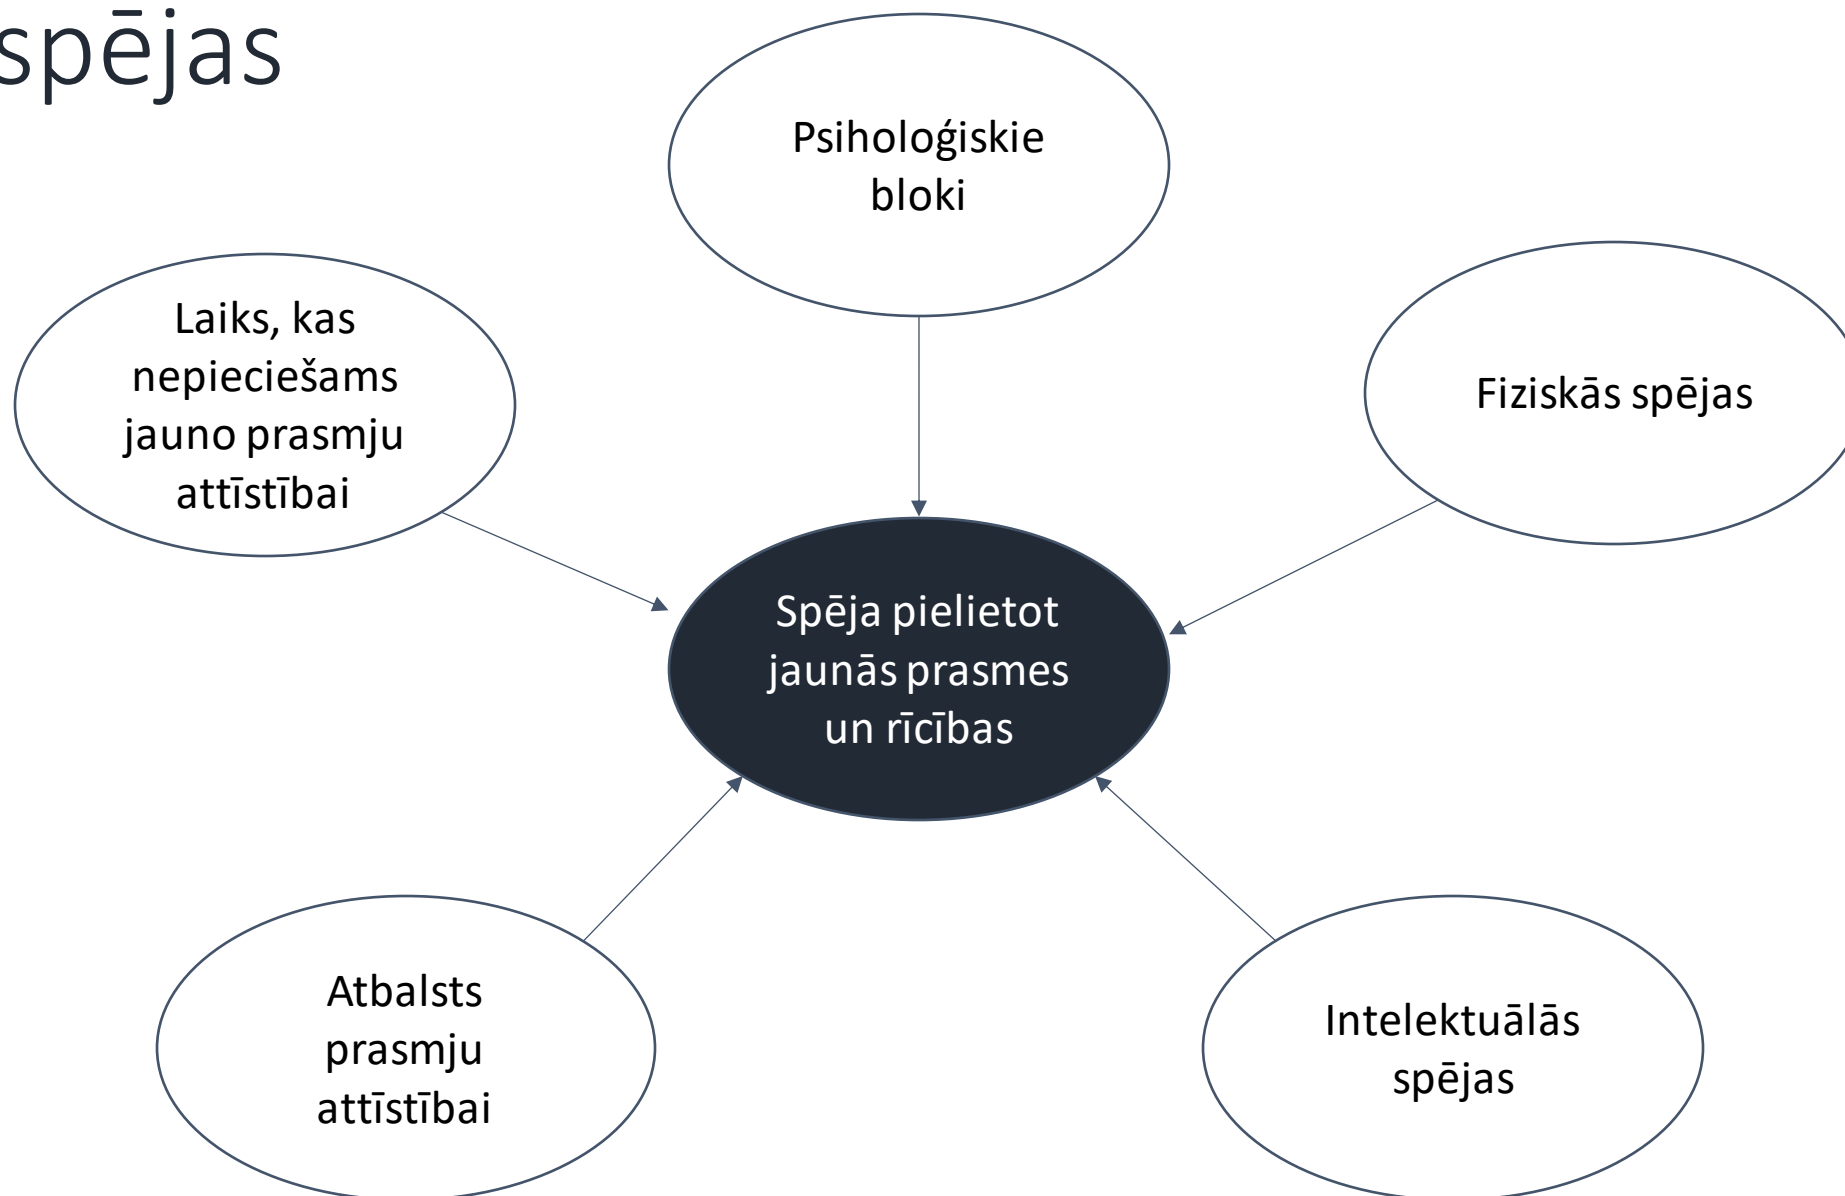 spējas
Psiholoģiskie
bloki
Laiks, kas
nepieciešams
jauno prasmju
attīstībai
Fiziskās spējas
Spēja pielietot
jaunās prasmes
un rīcības
Atbalsts
prasmju
attīstībai
Intelektuālās
spējas